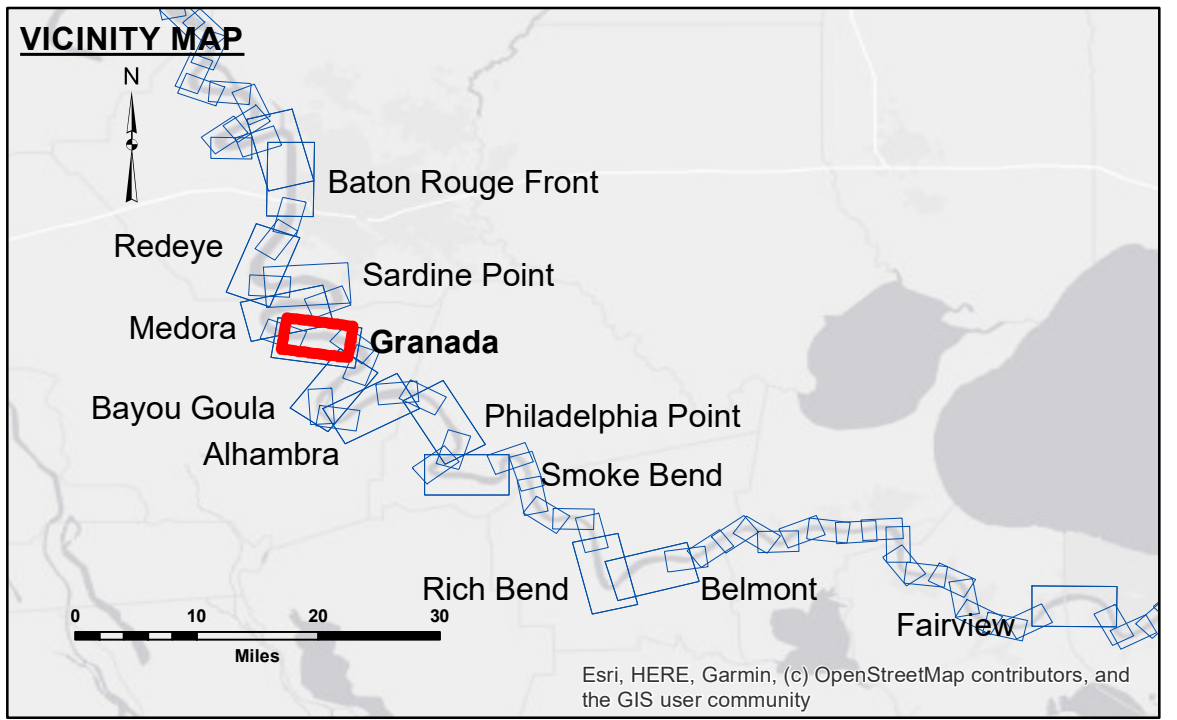 VICINITY MAP
N
Baton Rouge Front
Redeye
Sardine Point
Medora
Granada
Bayou Goula
Philadelphia Point
Alhambra
Smoke Bend
Rich Bend
Belmont
0 10 20 30
Fairview
Miles
Esri, HERE, Garmin, (c) OpenStreetMap contributors, and
the GIS user community